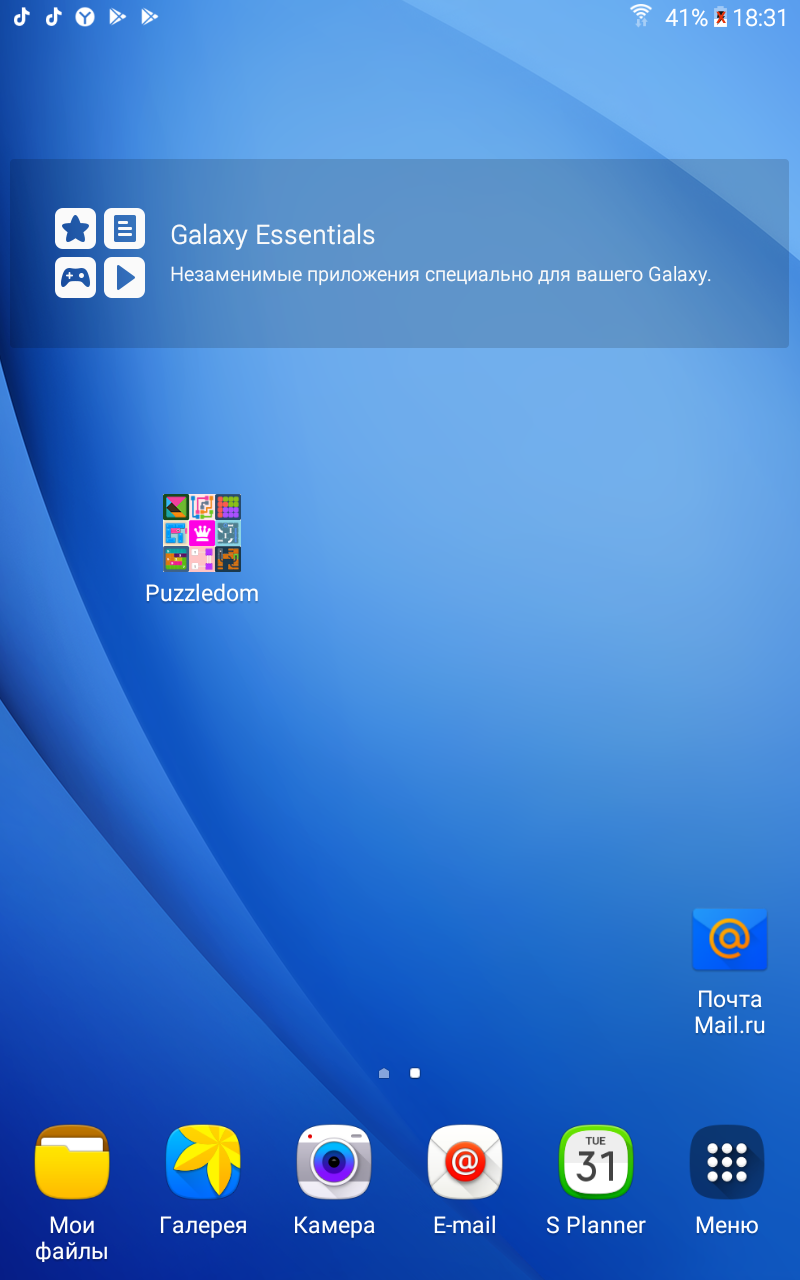 41% 18:31
Galaxy Essentials
Незаменимые приложения специально для вашего Galaxy.
Puzzledom
Почта
Mail.ru
TUE
31
Мои
файлы
Галерея
Камера
E-mail
S Planner
Меню